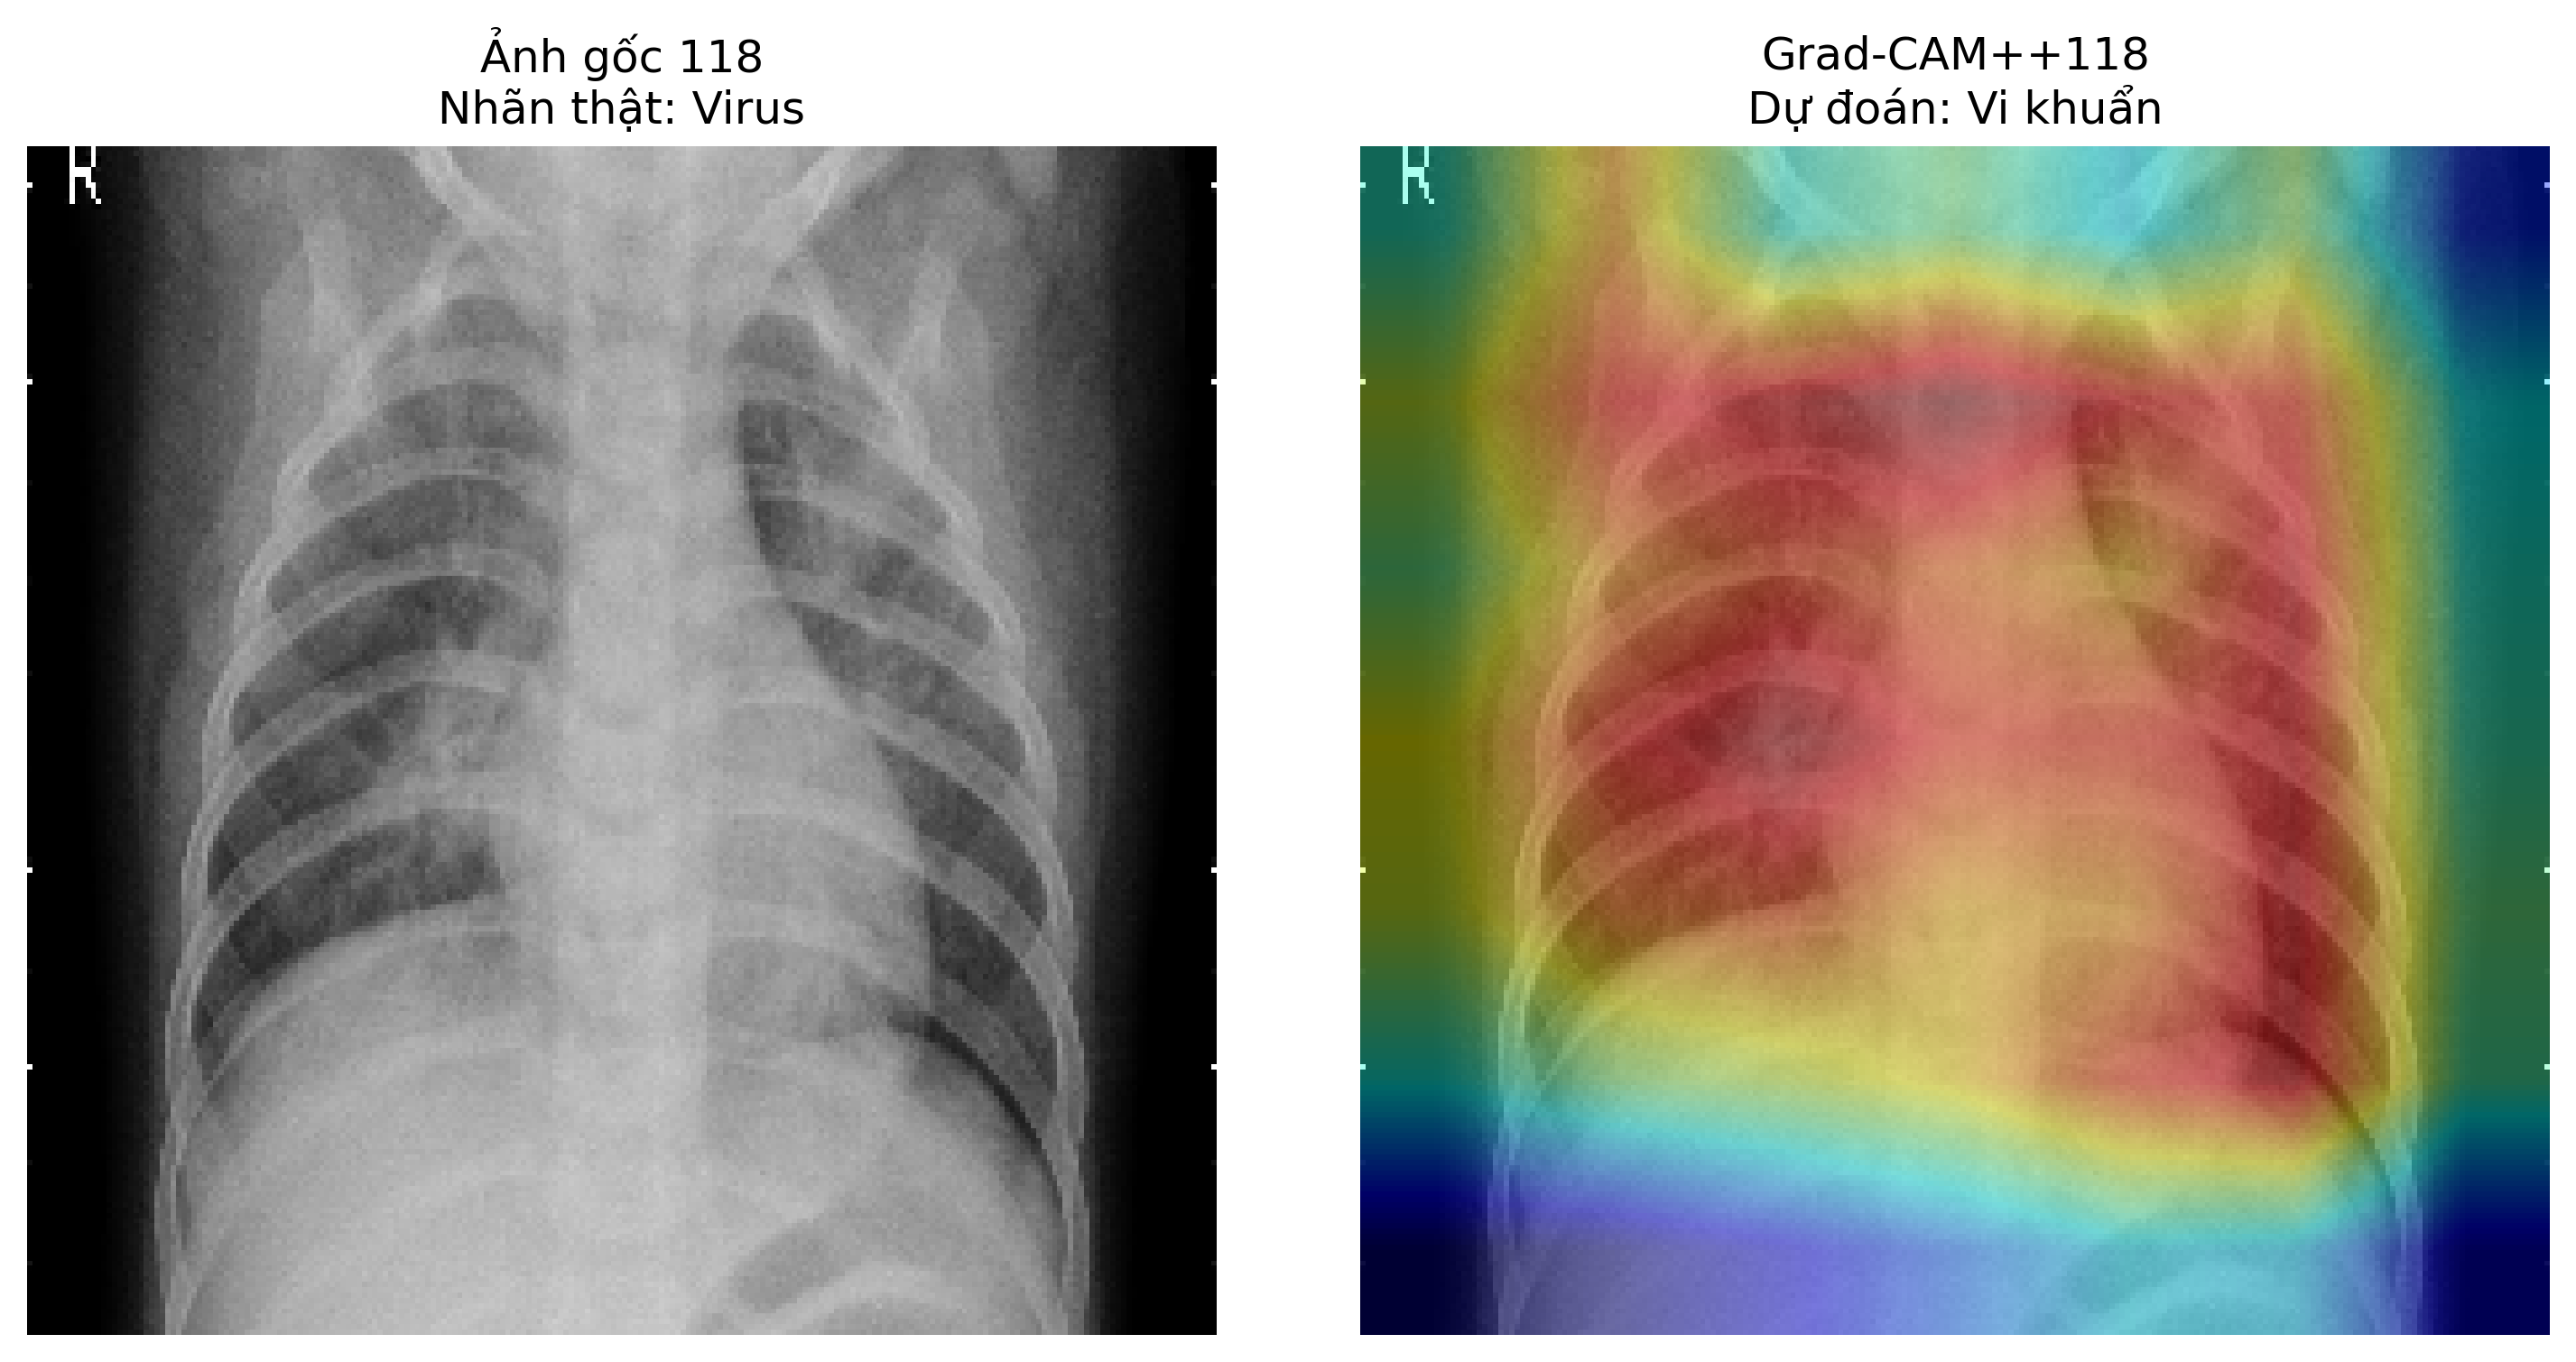 Ảnh gốc 118
Nhãn thật: Virus
R
Grad-CAM++118
Dự đoán: Vi khuẩn
R